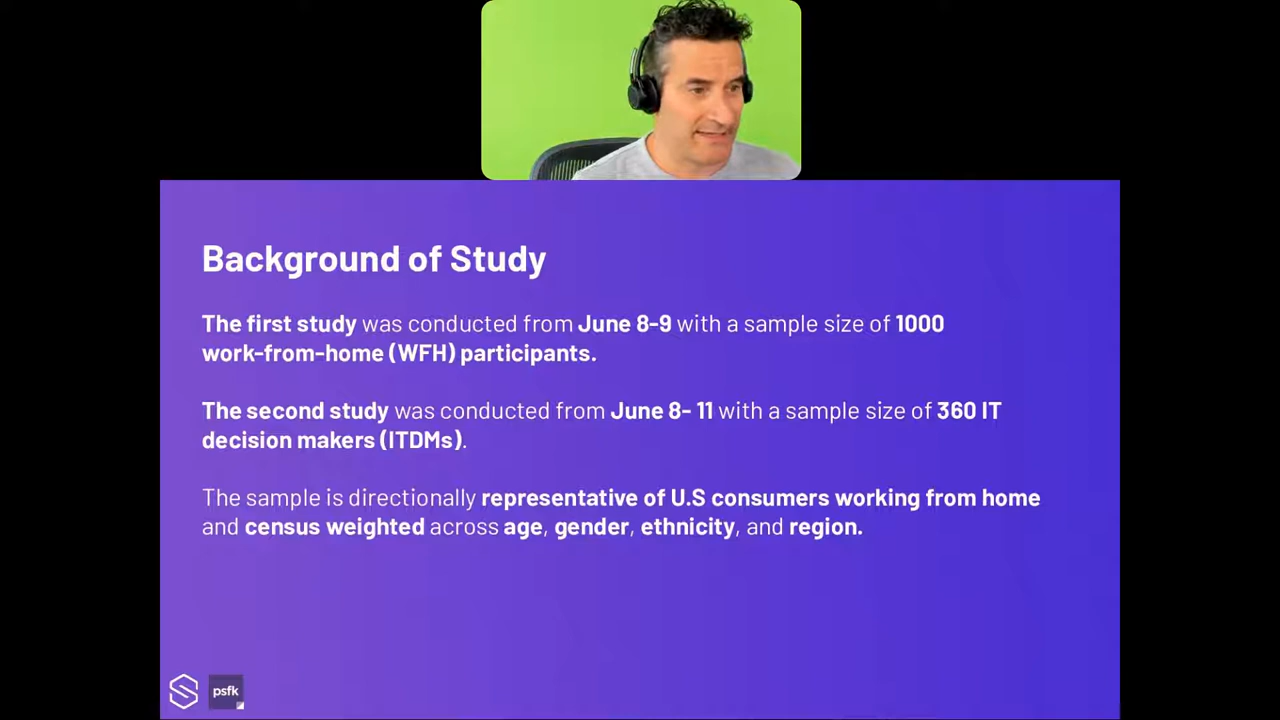 Background of Study
The first study was conducted from June 8-9 with a sample size of 1000
work-from-home (WFH) participants.
The second study was conducted from June 8- 11 with a sample size of 360 IT
decision makers (ITDMs).
The sample is directionally representative of U.S consumers working from home
and census weighted across age, gender, ethnicity, and region.
psfk